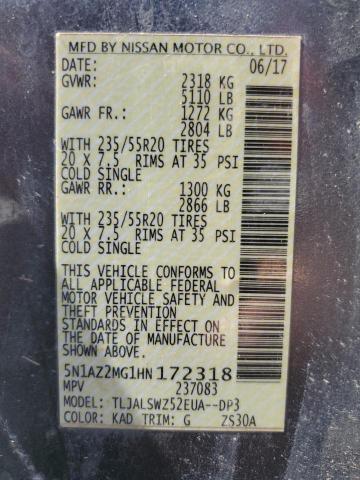 MFD BY NISSAN MOTOR CO., LTD.
DATE: 06/17
GVWR: 2318 KG
5110 LB
GAWR FR.: 1272 KG
2804 LB
WITH 235/55R20 TIRES
20 X 7.5 RIMS AT 35 PSI
COLD SINGLE
GAWR RR.: 1300 KG
2866 LB
WITH 235/55R20 TIRES
20 X 7.5 RIMS AT 35 PSI
COLD SINGLE
THIS VEHICLE CONFORMS TO
ALL APPLICABLE FEDERAL
MOTOR VEHICLE SAFETY AND
THEFT PREVENTION
STANDARDS IN EFFECT ON
THE DATE OF MANUFACTURE
SHOWN ABOVE.
5N1AZ2MG1HN172318
MPV 237083
MODEL: TLJALSWZ52EUA--DP3
COLOR: KAD TRIM: G ZS30A